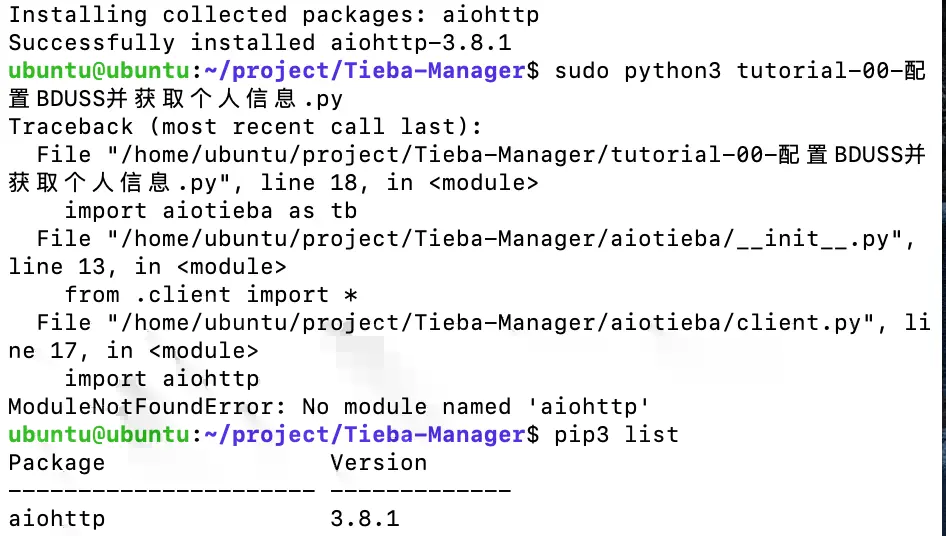 Installing collected packages: aiohttp
Successfully installed aiohttp-3.8.1
ubuntu@ubuntu:~/project/Tieba-Manager$ sudo python3 tutorial-00-配
置BDUSS并获取个人信息.py
Traceback (most recent call last):
  File "/home/ubuntu/project/Tieba-Manager/tutorial-00-配置BDUSS并
获取个人信息.py", line 18, in <module>
    import aiotieba as tb
  File "/home/ubuntu/project/Tieba-Manager/aiotieba/__init__.py",
line 13, in <module>
    from .client import *
  File "/home/ubuntu/project/Tieba-Manager/aiotieba/client.py", li
ne 17, in <module>
    import aiohttp
ModuleNotFoundError: No module named 'aiohttp'
ubuntu@ubuntu:~/project/Tieba-Manager$ pip3 list
Package                Version
---------------------- -------------
aiohttp                3.8.1